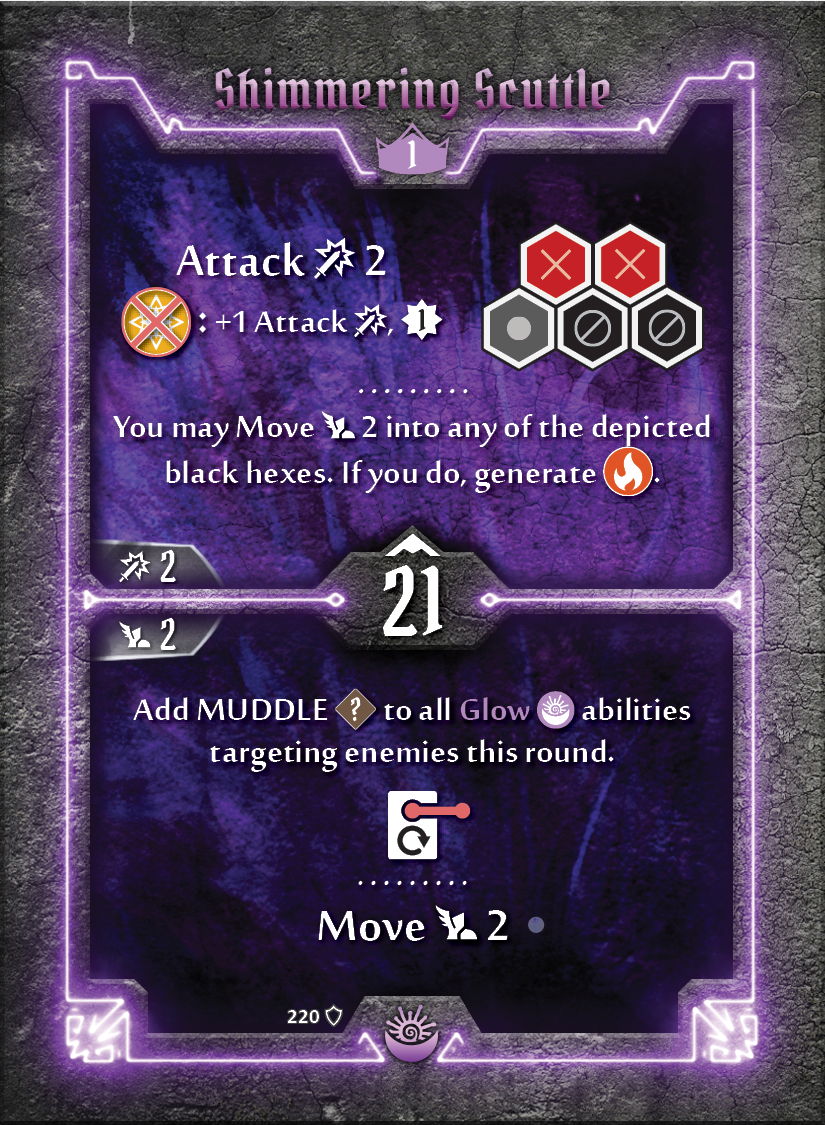 Shimmering Scuttle
1
Attack 2
: +1 Attack , 1
You may Move 2 into any of the depicted
black hexes. If you do, generate .
2
21
2
Add MUDDLE ? to all Glow abilities
targeting enemies this round.
Move 2
220